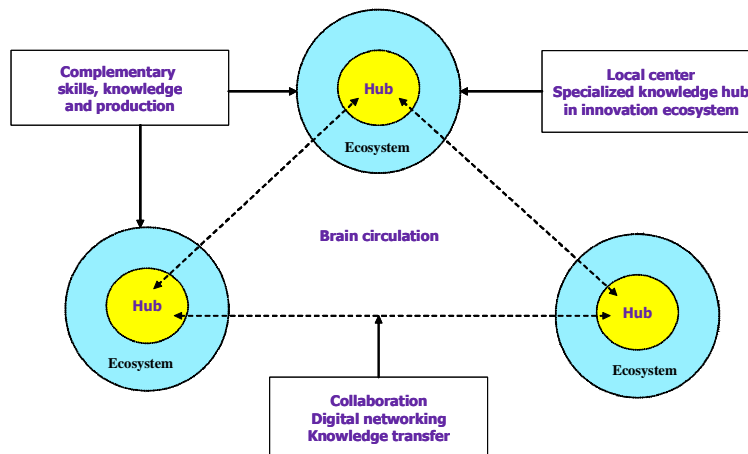 Complementary
skills, knowledge
and production
Hub
Ecosystem
Local center
Specialized knowledge hub
in innovation ecosystem
Brain circulation
Hub
Ecosystem
Hub
Ecosystem
Collaboration
Digital networking
Knowledge transfer